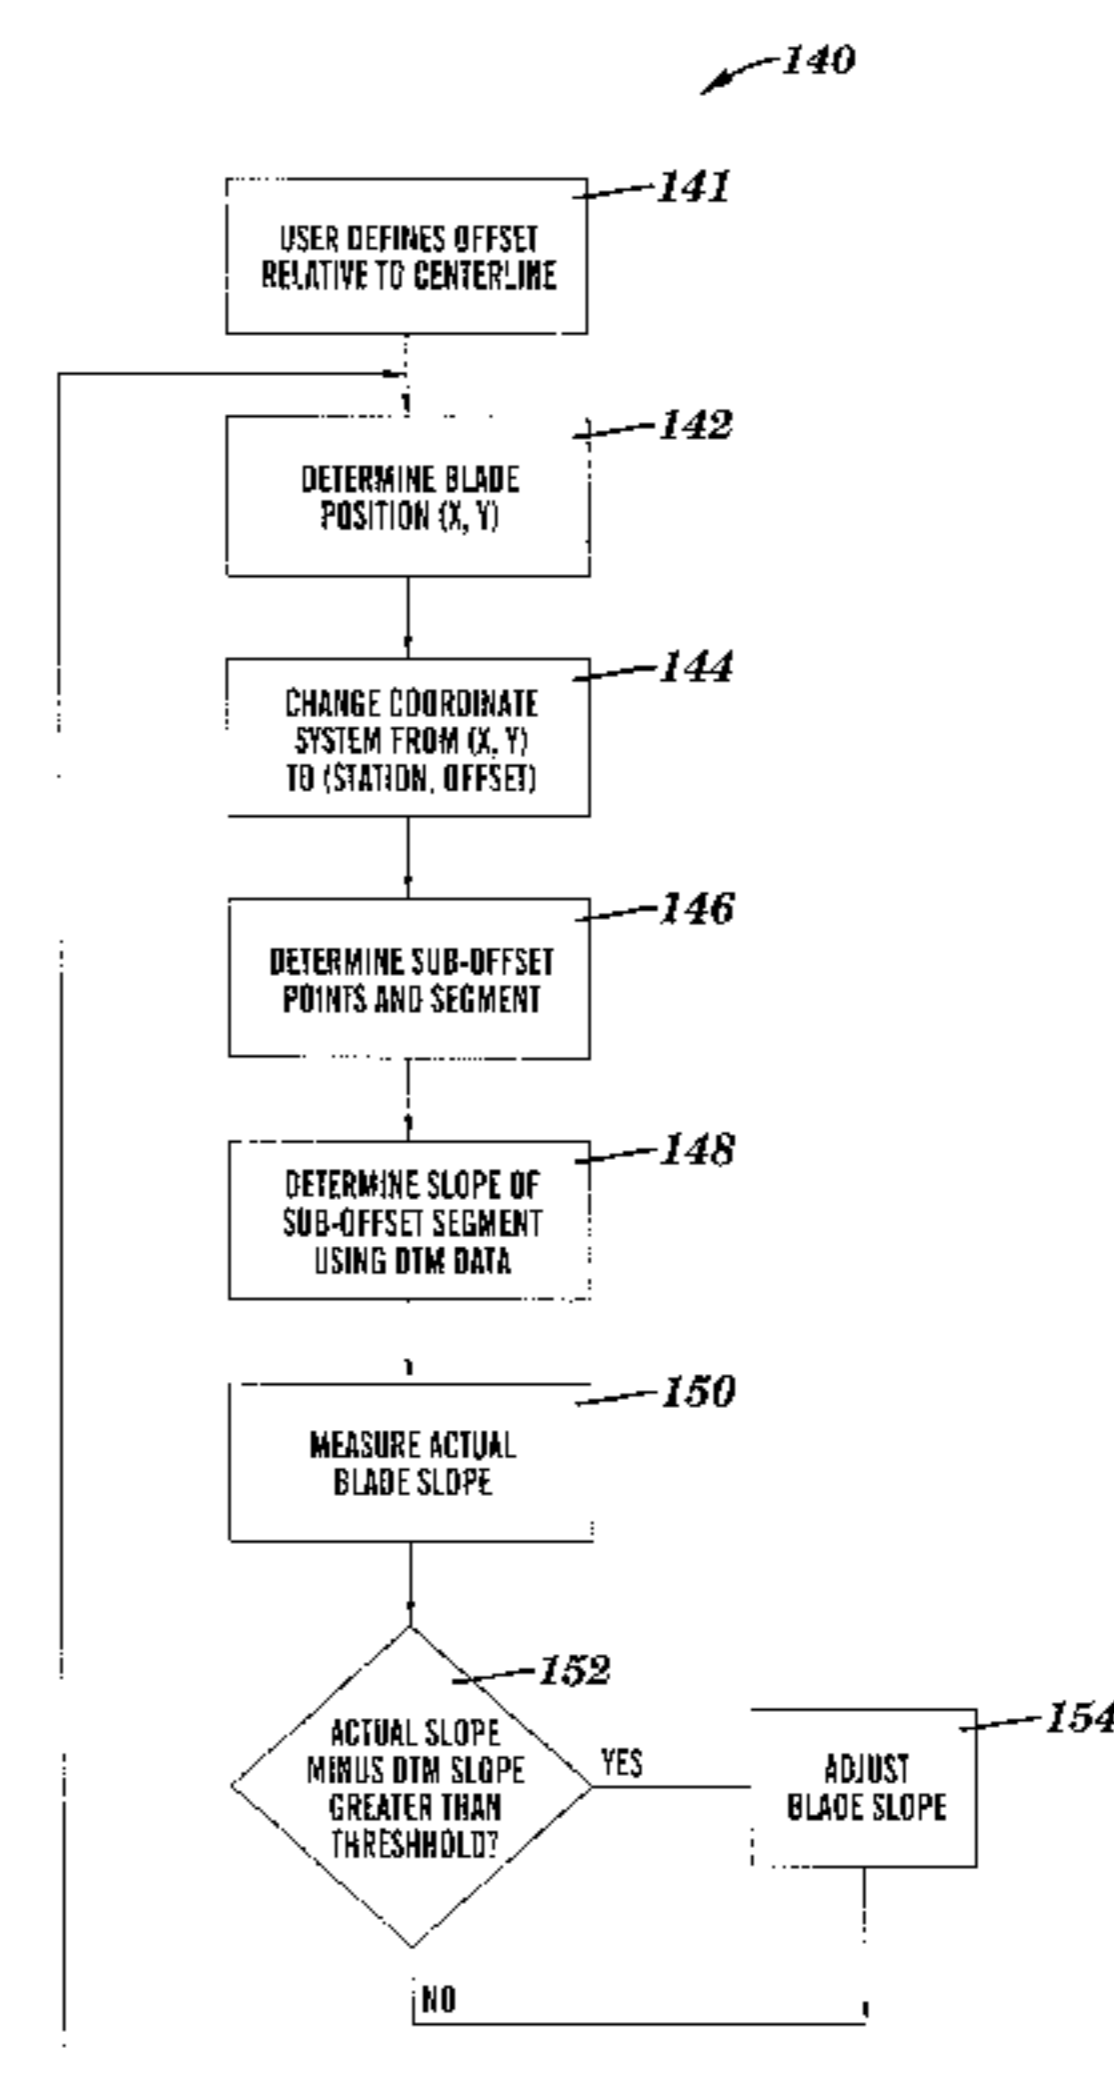 140
141
USER DEFINES OFFSET
RELATIVE TO CENTERLINE
142
DETERMINE BLADE
POSITION (X, Y)
144
CHANGE COORDINATE
SYSTEM FROM (X, Y)
TO (STATION, OFFSET)
146
DETERMINE SUB-OFFSET
POINTS AND SEGMENT
148
DETERMINE SLOPE OF
SUB-OFFSET SEGMENT
USING DTM DATA
150
MEASURE ACTUAL
BLADE SLOPE
152
ACTUAL SLOPE
MINUS DTM SLOPE
GREATER THAN
THRESHHOLD?
YES
154
ADJUST
BLADE SLOPE
NO